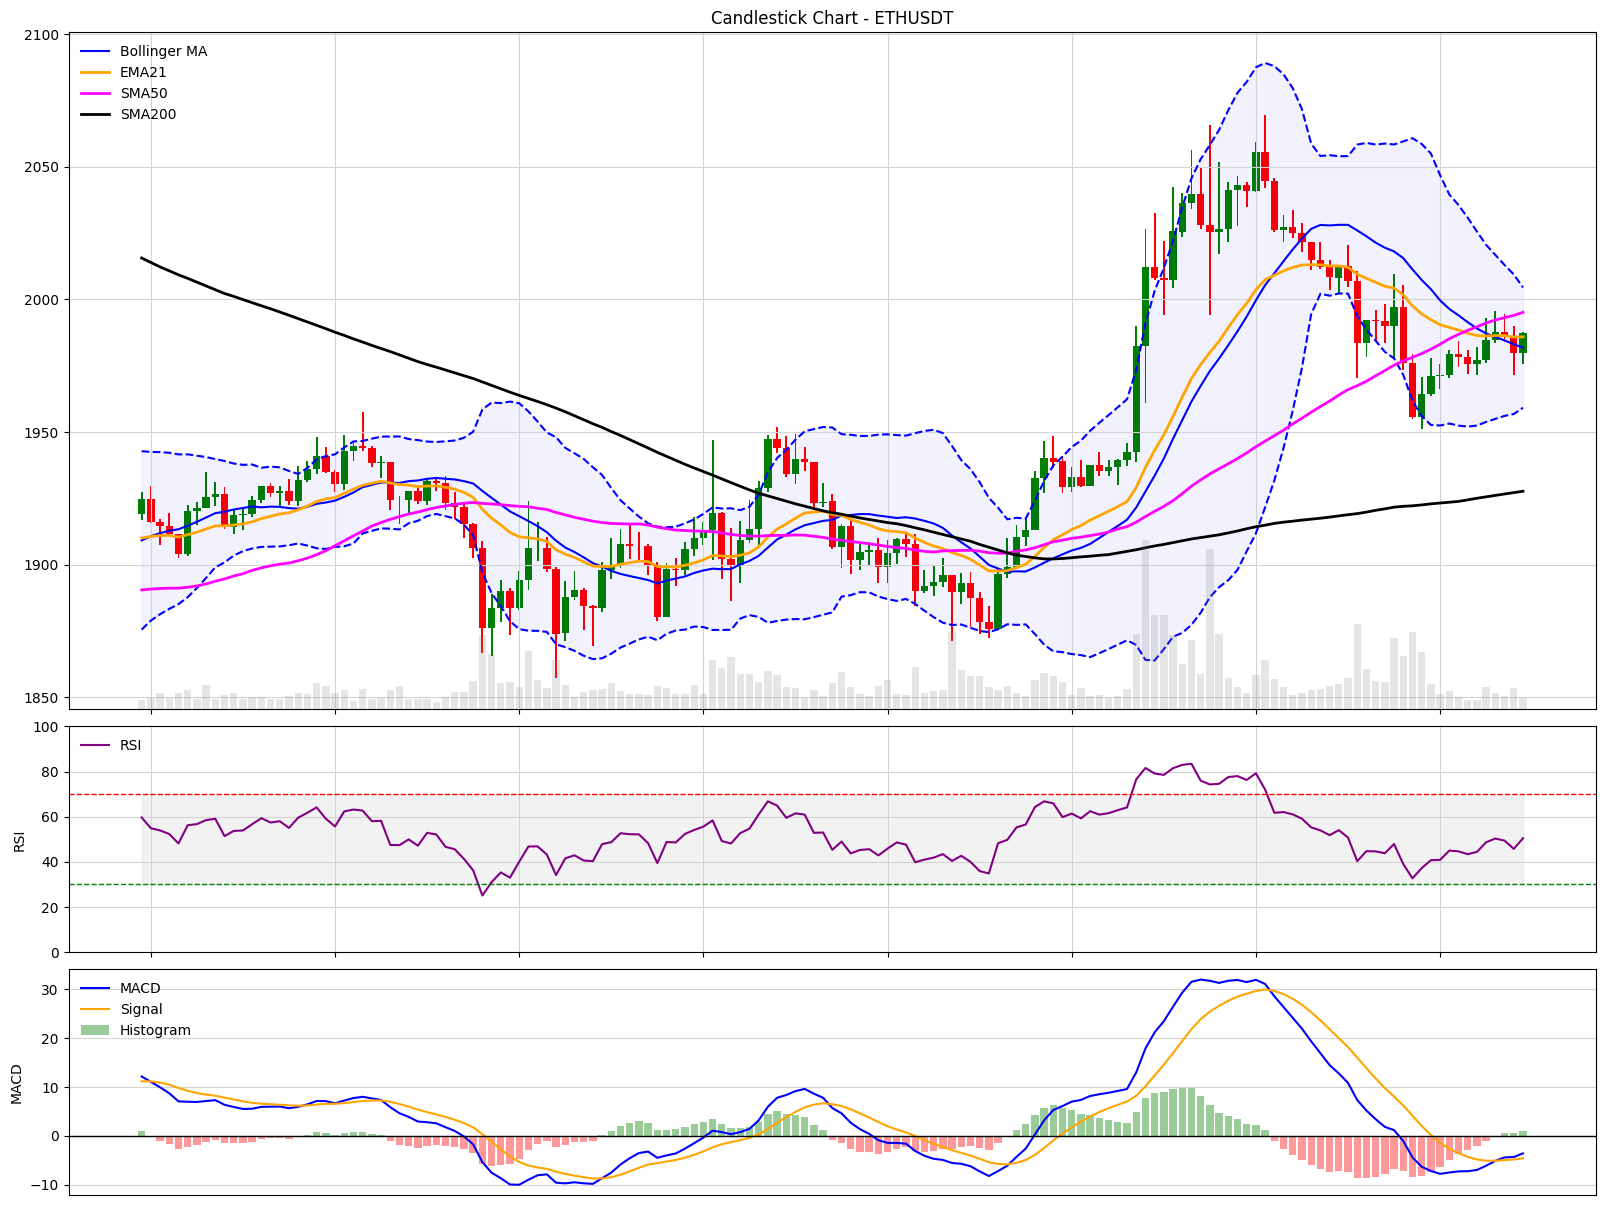 Candlestick Chart - ETHUSDT
2100
2050
2000
1950
1900
1850
Bollinger MA
EMA21
SMA50
SMA200
100
80
60
40
20
0
RSI
RSI
30
20
10
0
−10
MACD
MACD
Signal
Histogram